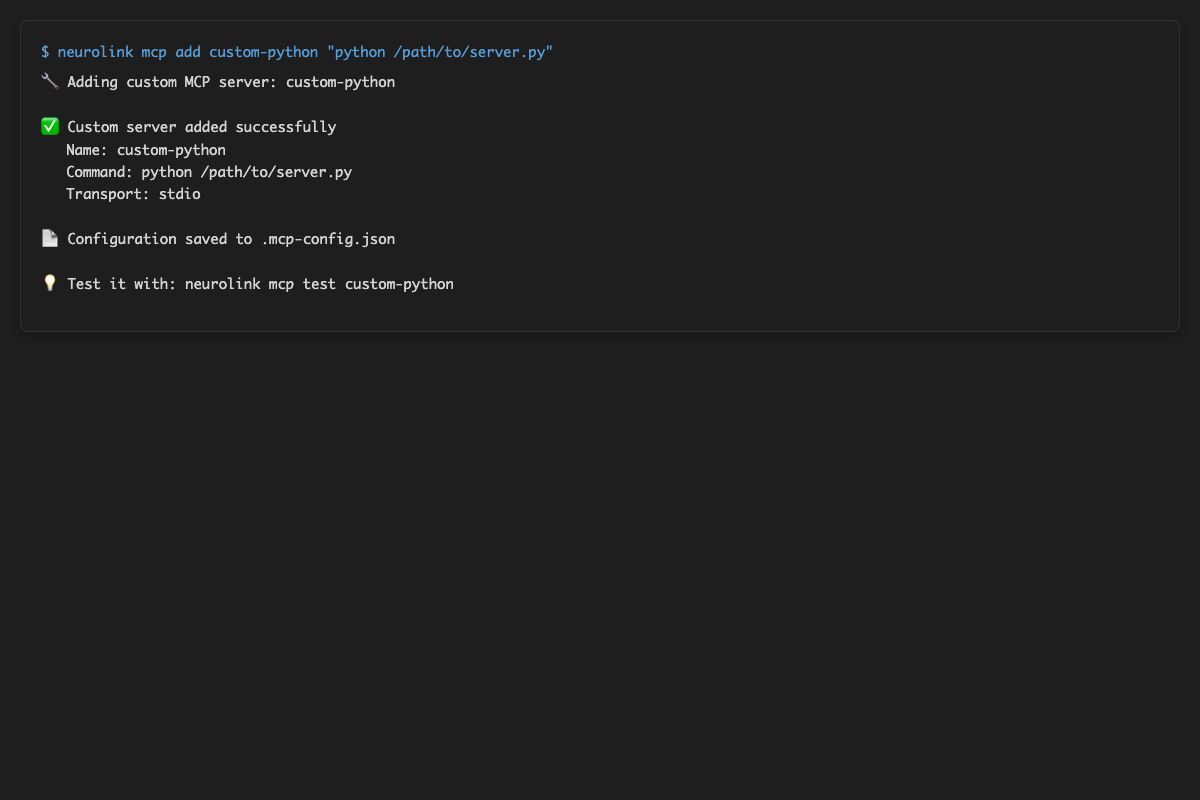 $ neurolink mcp add custom-python "python /path/to/server.py"
🔧 Adding custom MCP server: custom-python
✅ Custom server added successfully
Name: custom-python
Command: python /path/to/server.py
Transport: stdio
📄 Configuration saved to .mcp-config.json
💡 Test it with: neurolink mcp test custom-python